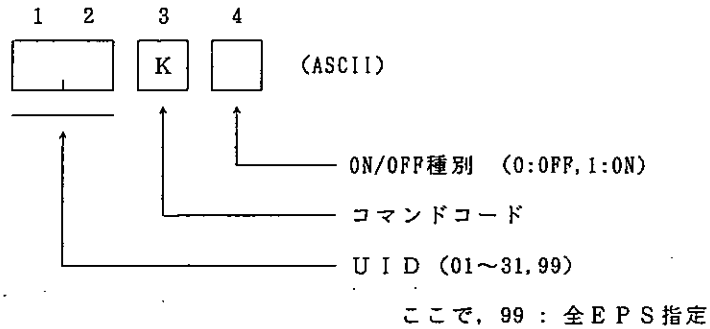 1 2 3 4
K (ASCII)
ON/OFF種別 (0:OFF,1:ON)
コマンドコード
UID (01~31,99)
ここで, 99 : 全EPS指定